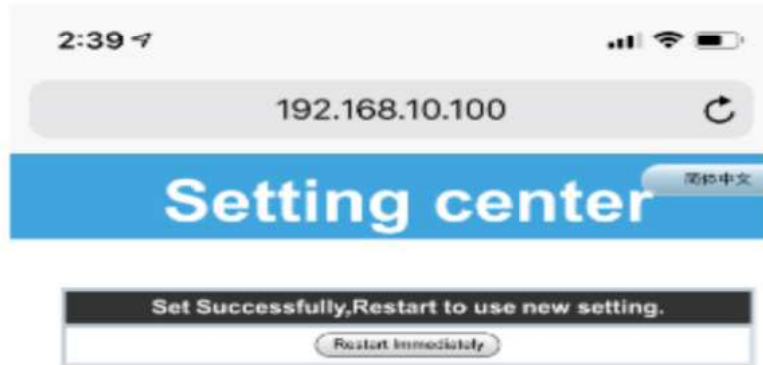 2:39
192.168.10.100
简体中文
Setting center
Set Successfully,Restart to use new setting.
Restart Immediately